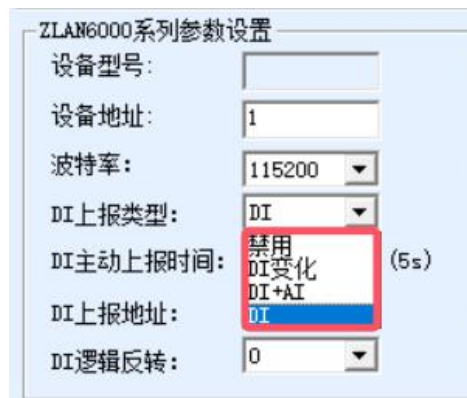 ZLAN6000系列参数设置
设备型号:
设备地址: 1
波特率: 115200
DI上报类型: DI
DI主动上报时间: (5s)
禁用
DI变化
DI+AI
DI
DI上报地址:
DI逻辑反转: 0